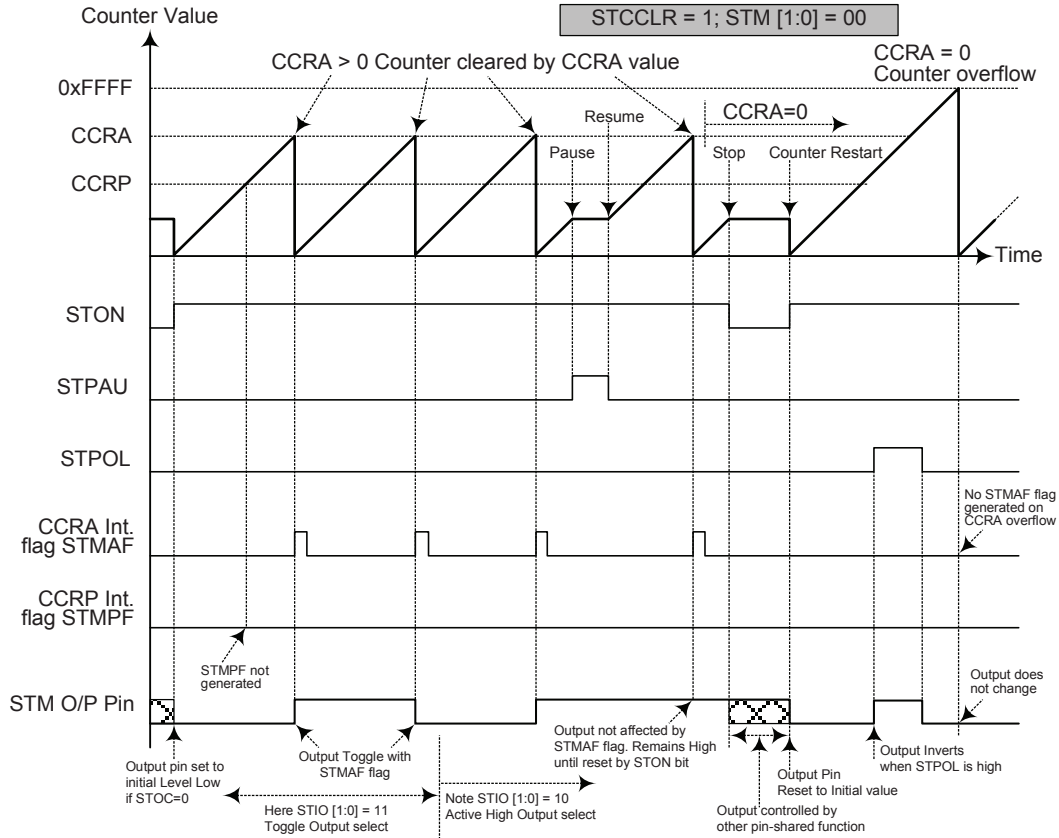 Counter Value
STCCLR = 1; STM [1:0] = 00
CCRA > 0 Counter cleared by CCRA value
CCRA = 0
Counter overflow
0xFFFF
CCRA
CCRP
Resume
CCRA=0
Pause
Stop
Counter Restart
Time
STON
STPAU
STPOL
CCRA Int.
flag STMAF
No STMAF flag
generated on
CCRA overflow
CCRP Int.
flag STMPF
STMPF not
generated
STM O/P Pin
Output does
not change
Output pin set to
initial Level Low
if STOC=0
Output Toggle with
STMAF flag
Here STIO [1:0] = 11
Toggle Output select
Note STIO [1:0] = 10
Active High Output select
Output not affected by
STMAF flag. Remains High
until reset by STON bit
Output controlled by
other pin-shared function
Output Pin
Reset to Initial value
Output Inverts
when STPOL is high